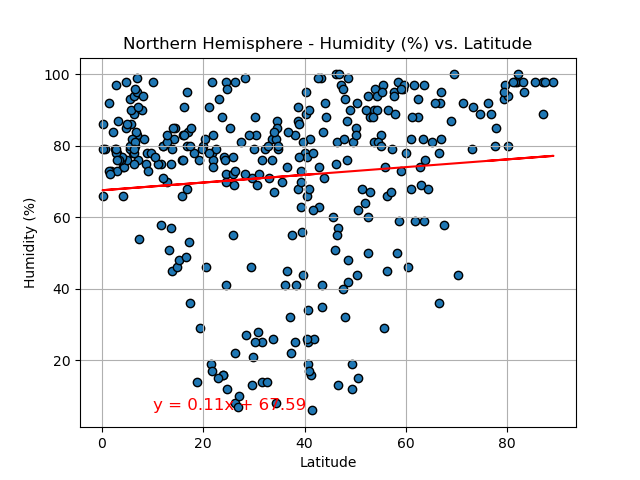 Northern Hemisphere - Humidity (%) vs. Latitude
100
80
60
40
20
Humidity (%)
y = 0.11x + 67.59
0 20 40 60 80
Latitude